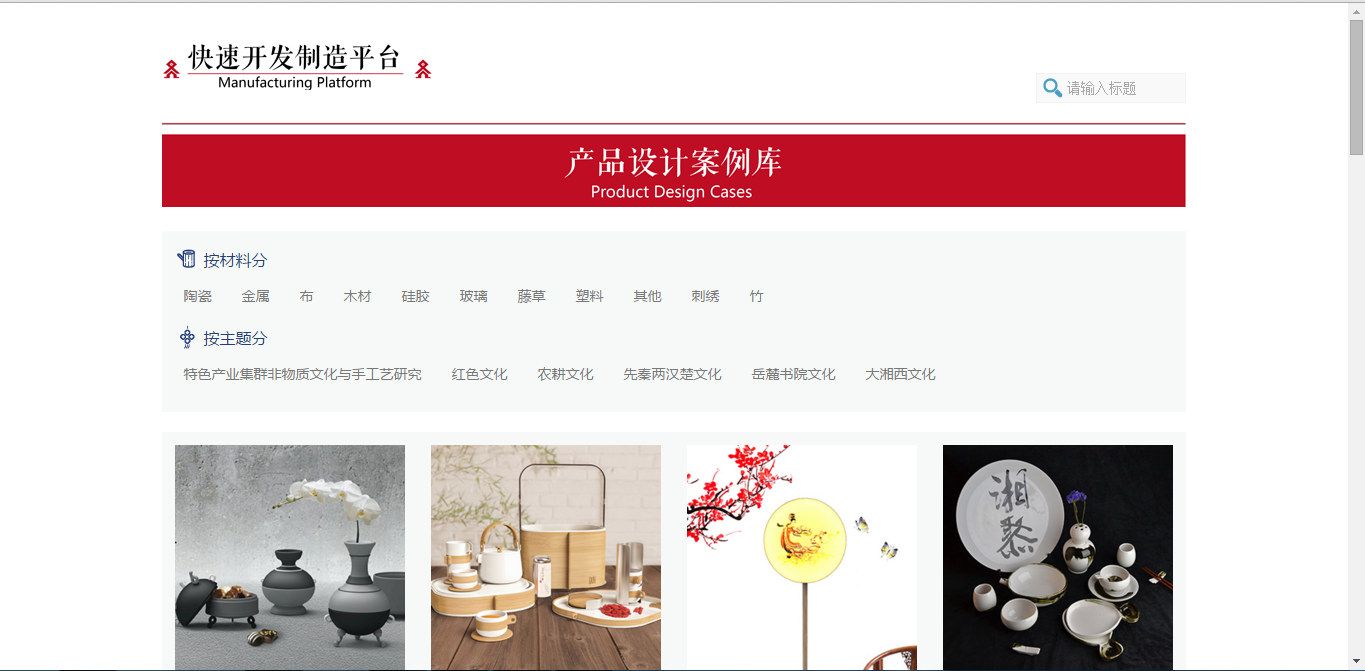 快速开发制造平台
Manufacturing Platform
请输入标题
产品设计案例库
Product Design Cases
按材料分
陶瓷 金属 布 木材 硅胶 玻璃 藤草 塑料 其他 刺绣 竹
按主题分
特色产业集群非物质文化与手工艺研究 红色文化 农耕文化 先秦两汉楚文化 岳麓书院文化 大湘西文化
湘